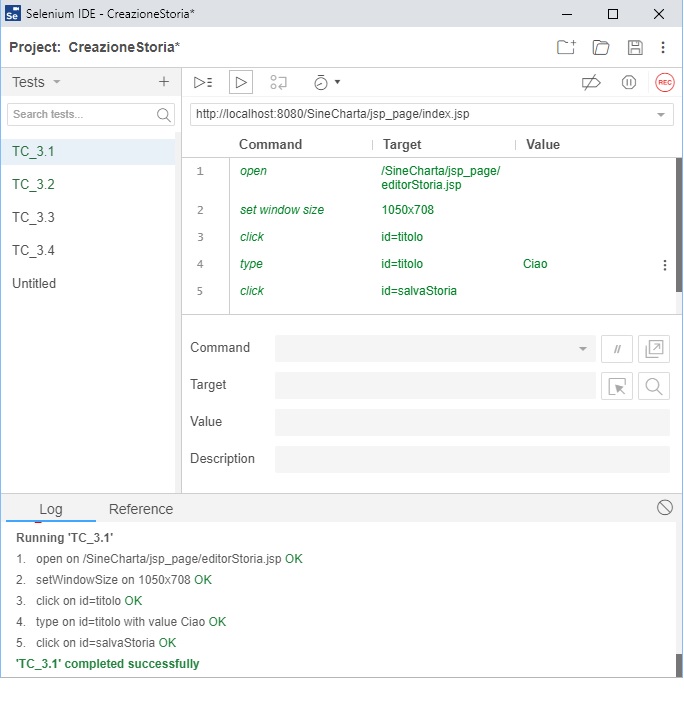 Selenium IDE - CreazioneStoria*
Project: CreazioneStoria*
Tests
Search tests...
TC_3.1
TC_3.2
TC_3.3
TC_3.4
Untitled
REC
http://localhost:8080/SineCharta/jsp_page/index.jsp
Command Target Value
1 open /SineCharta/jsp_page/
editorStoria.jsp
2 set window size 1050x708
3 click id=titolo
4 type id=titolo Ciao
5 click id=salvaStoria
Command //
Target
Value
Description
Log Reference
Running 'TC_3.1'
1. open on /SineCharta/jsp_page/editorStoria.jsp OK
2. setWindowSize on 1050x708 OK
3. click on id=titolo OK
4. type on id=titolo with value Ciao OK
5. click on id=salvaStoria OK
'TC_3.1' completed successfully